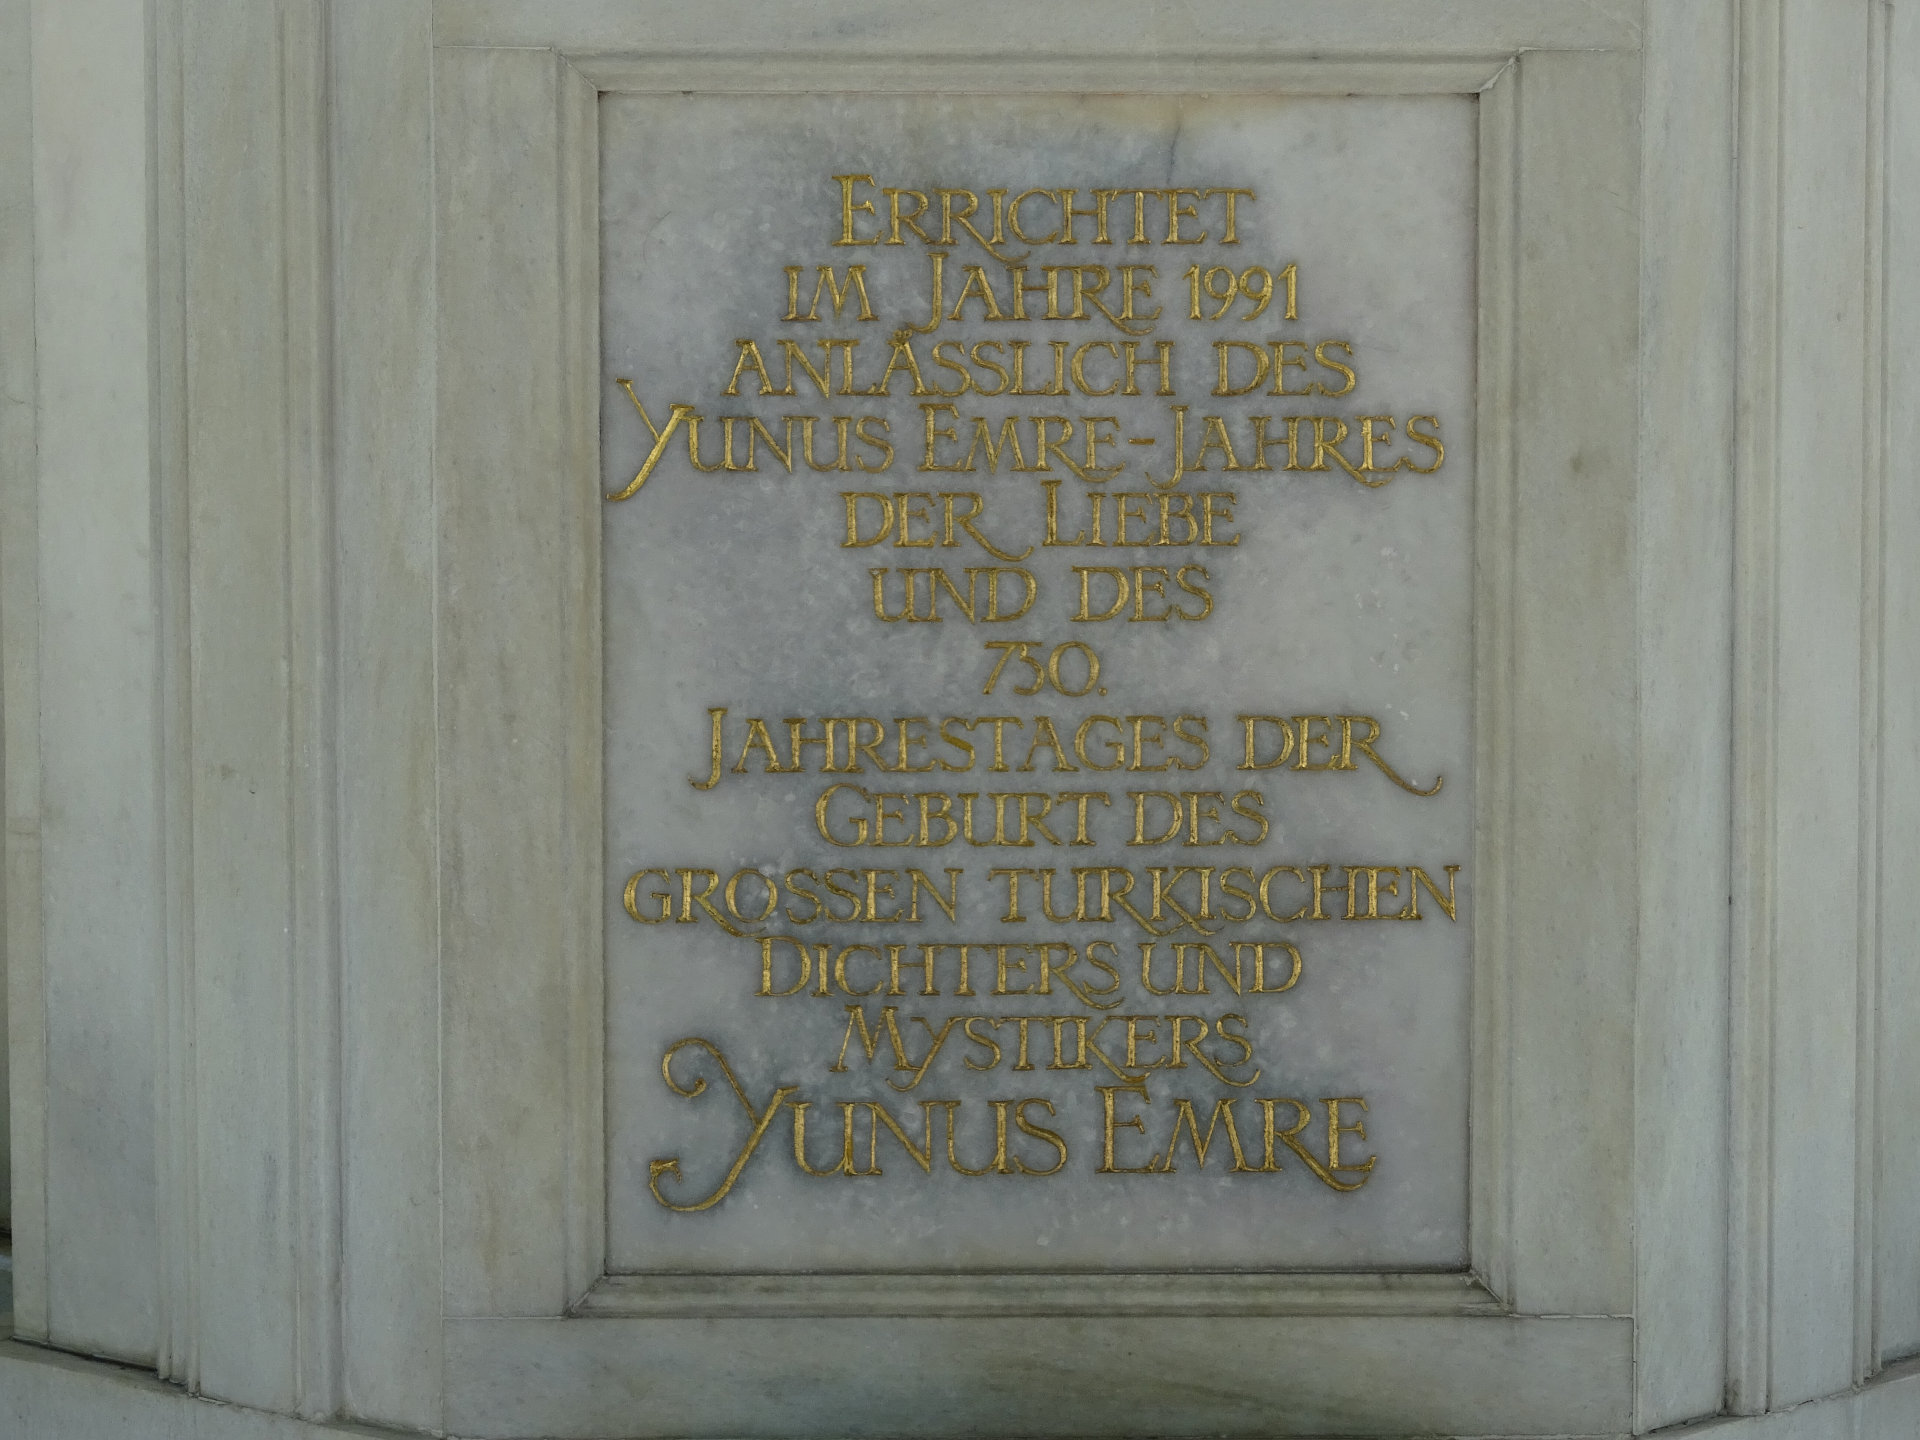 ERRICHTET
IM JAHRE 1991
ANLÄSSLICH DES
YUNUS EMRE-JAHRES
DER LIEBE
UND DES
750.
JAHRESTAGES DER
GEBURT DES
GROSSEN TURKISCHEN
DICHTERS UND
MYSTIKERS
YUNUS EMRE